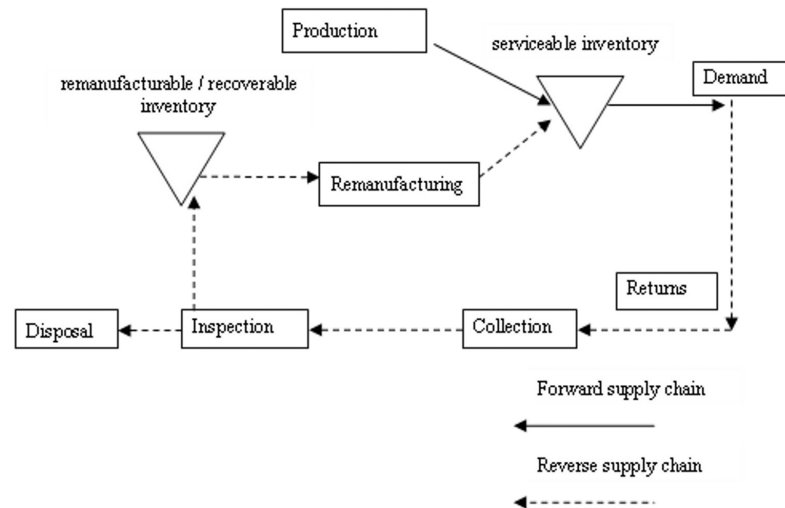 Production
serviceable inventory
Demand
remanufacturable / recoverable
inventory
Remanufacturing
Returns
Disposal
Inspection
Collection
Forward supply chain
Reverse supply chain